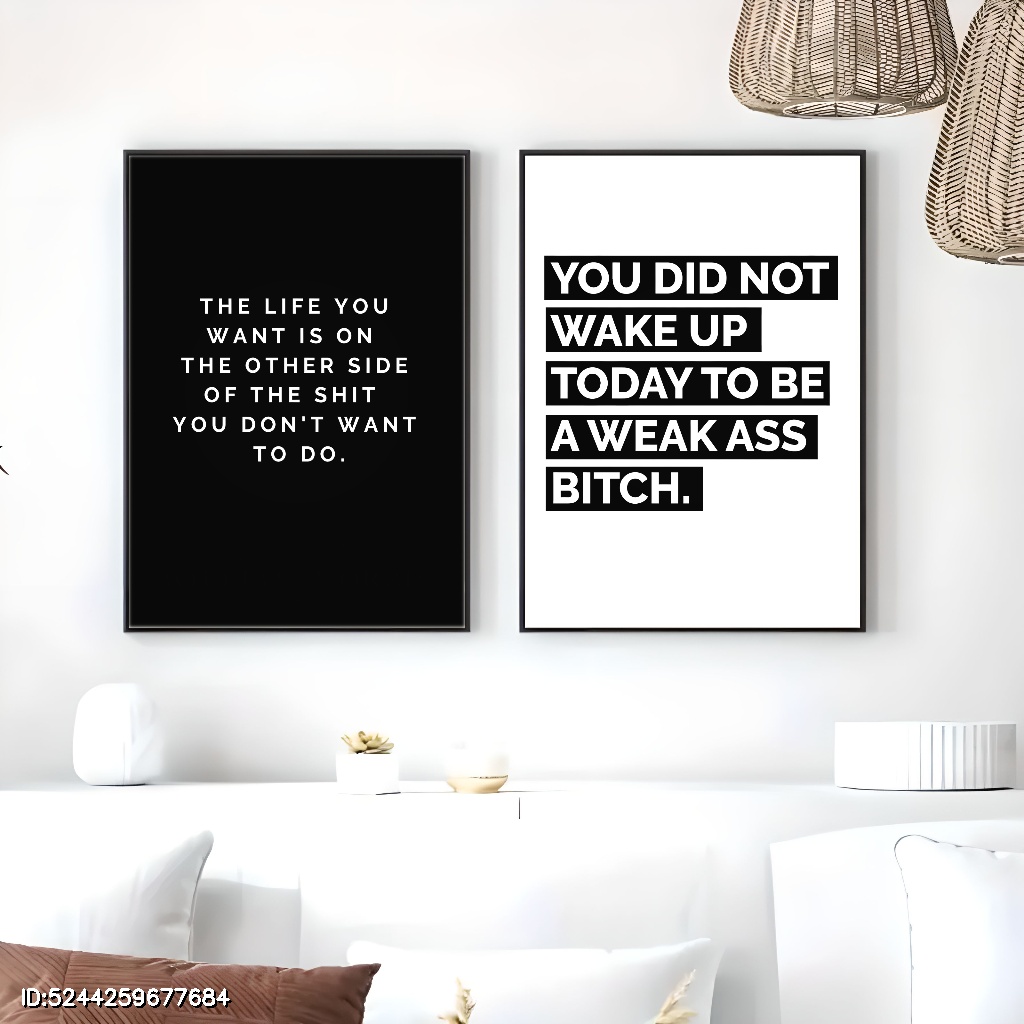 THE LIFE YOU
WANT IS ON
THE OTHER SIDE
OF THE SHIT
YOU DON'T WANT
TO DO.
YOU DID NOT
WAKE UP
TODAY TO BE
A WEAK ASS
BITCH.
ID:5244259677684